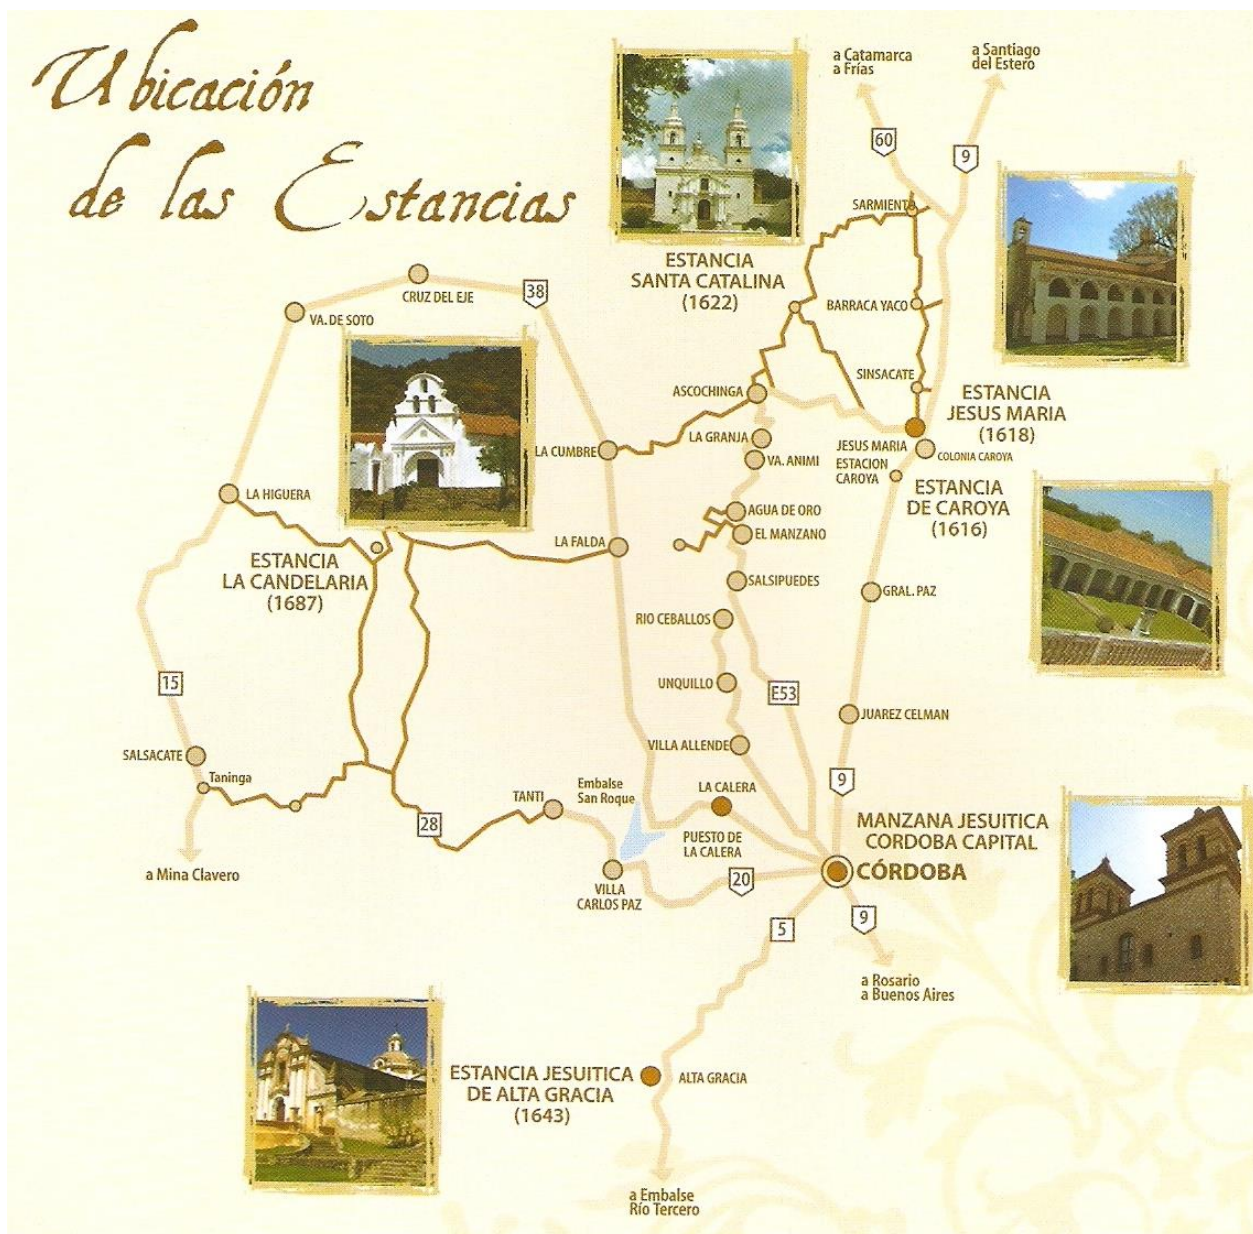 Ubicación
de las Estancias
a Catamarca
a Frías
a Santiago
del Estero
60
9
SARMIENTO
ESTANCIA
SANTA CATALINA
(1622)
38
CRUZ DEL EJE
VA. DE SOTO
BARRACA YACO
SINSACATE
ASCOCHINGA
ESTANCIA
JESUS MARIA
(1618)
LA GRANJA
JESUS MARIA
COLONIA CAROYA
LA CUMBRE
VA. ANIMI
ESTACION
CAROYA
ESTANCIA
DE CAROYA
(1616)
LA HIGUERA
AGUA DE ORO
EL MANZANO
LA FALDA
ESTANCIA
LA CANDELARIA
(1687)
SALSIPUEDES
GRAL. PAZ
RIO CEBALLOS
15
UNQUILLO
E53
JUAREZ CELMAN
VILLA ALLENDE
SALSACATE
Taninga
Embalse
San Roque
LA CALERA
9
TANTI
28
PUESTO DE
LA CALERA
MANZANA JESUITICA
CORDOBA CAPITAL
CÓRDOBA
a Mina Clavero
VILLA
CARLOS PAZ
20
5
9
a Rosario
a Buenos Aires
ESTANCIA JESUITICA
DE ALTA GRACIA
(1643)
ALTA GRACIA
a Embalse
Río Tercero